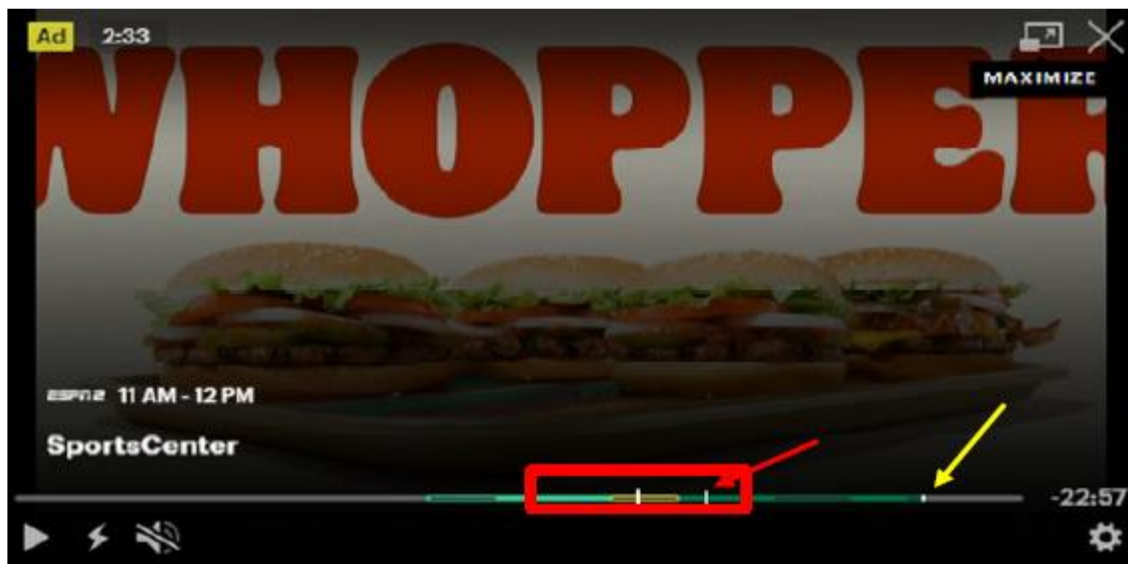 Ad 2:33
MAXIMIZE
WHOPPER
ESPN2 11 AM - 12 PM
SportsCenter
-22:57